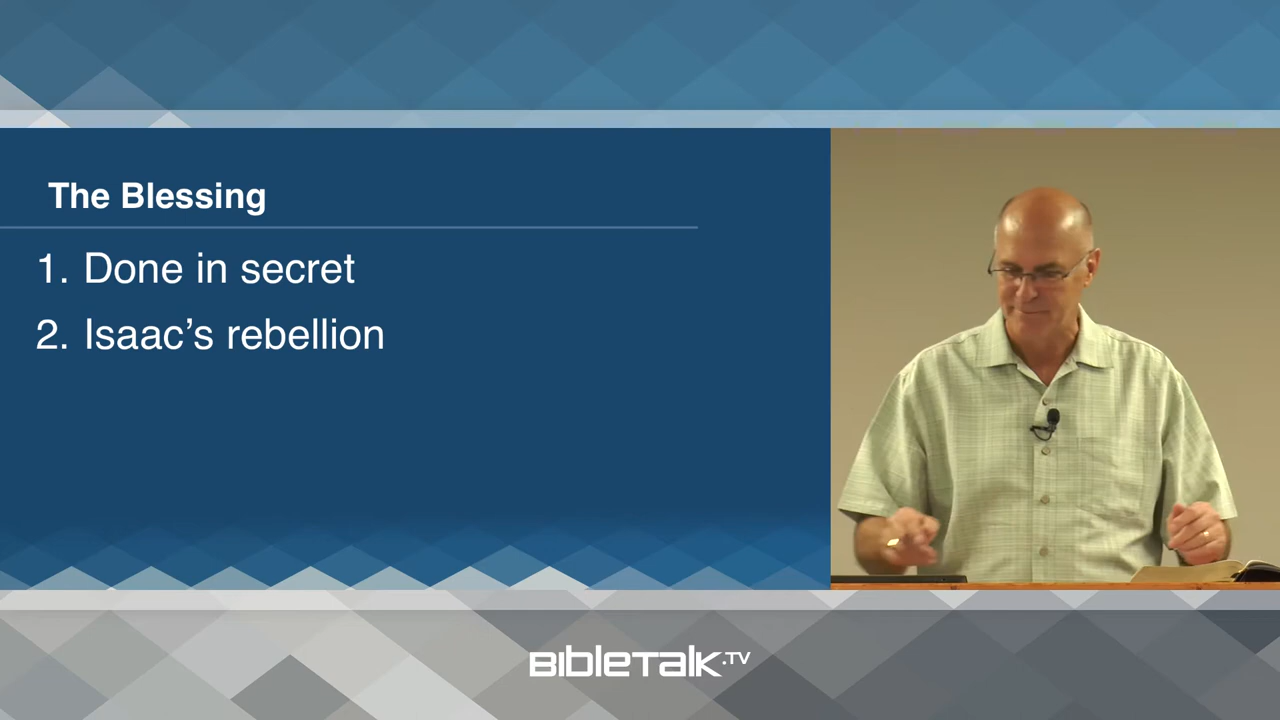 The Blessing
1. Done in secret
2. Isaac’s rebellion
BIBLETALK.TV